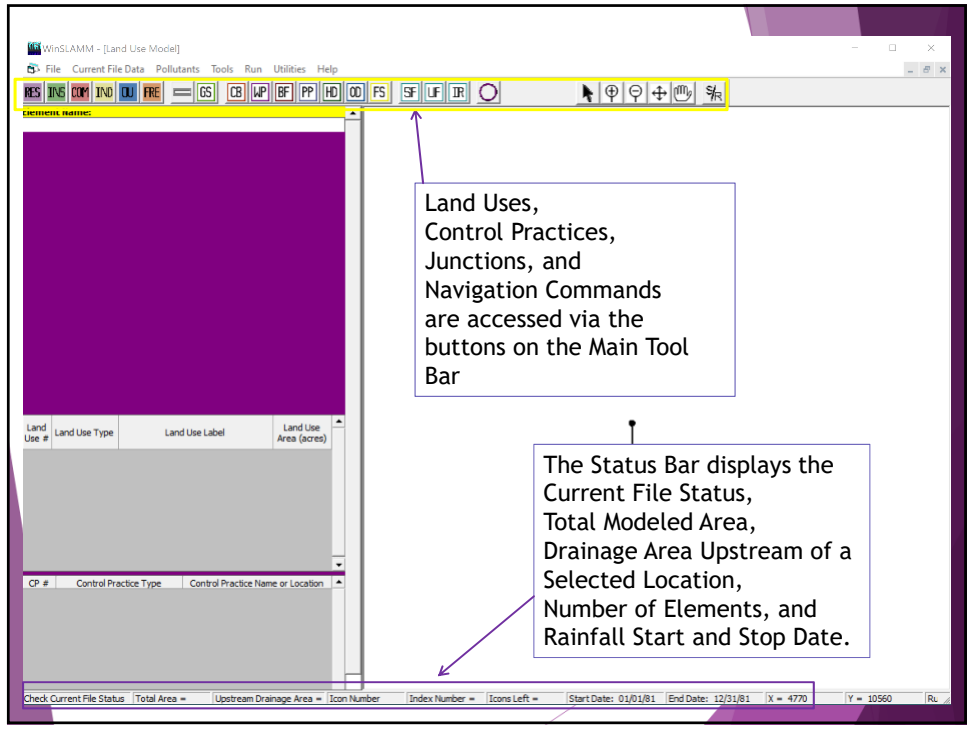 WinSLAMM - [Land Use Model]
File Current File Data Pollutants Tools Run Utilities Help
RES INS COM IND OU FRE GS CB WP BF PP HD OD FS SF UF IR S/R
Element Name:
Land Uses,
Control Practices,
Junctions, and
Navigation Commands
are accessed via the
buttons on the Main Tool
Bar
Land Use # Land Use Type Land Use Label Land Use Area (acres)
The Status Bar displays the
Current File Status,
Total Modeled Area,
Drainage Area Upstream of a
Selected Location,
Number of Elements, and
Rainfall Start and Stop Date.
CP # Control Practice Type Control Practice Name or Location
Check Current File Status Total Area = Upstream Drainage Area = Icon Number Index Number = Icons Left = Start Date: 01/01/81 End Date: 12/31/81 X = 4770 Y = 10560